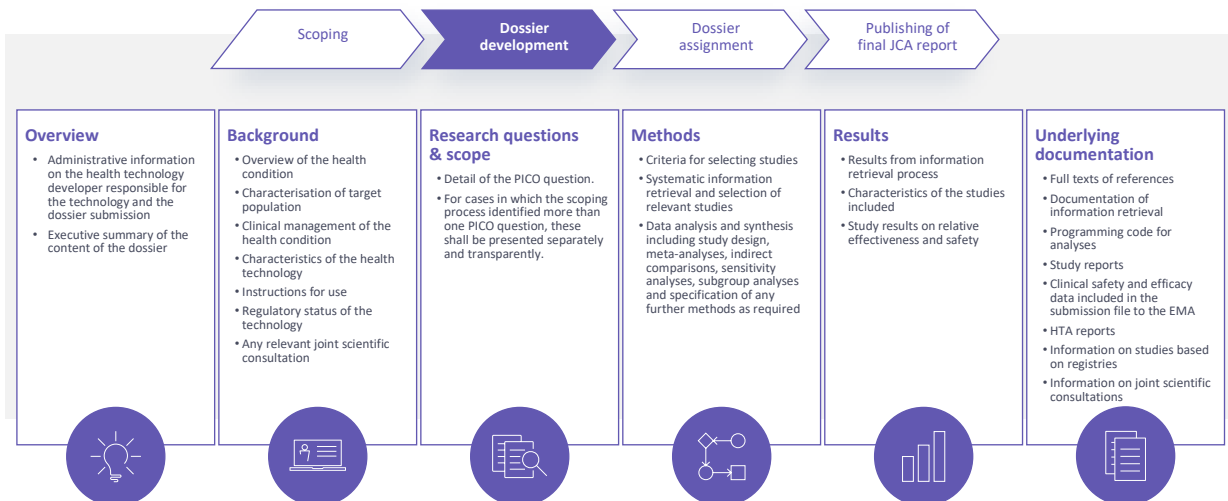 Scoping
Dossier
development
Dossier
assignment
Publishing of
final JCA report
Overview
• Administrative information
on the health technology
developer responsible for
the technology and the
dossier submission
• Executive summary of the
content of the dossier
Background
• Overview of the health
condition
• Characterisation of target
population
• Clinical management of the
health condition
• Characteristics of the health
technology
• Instructions for use
• Regulatory status of the
technology
• Any relevant joint scientific
consultation
Research questions
& scope
• Detail of the PICO question.
• For cases in which the scoping
process identified more than
one PICO question, these
shall be presented separately
and transparently.
Methods
• Criteria for selecting studies
• Systematic information
retrieval and selection of
relevant studies
• Data analysis and synthesis
including study design,
meta-analyses, indirect
comparisons, sensitivity
analyses, subgroup analyses
and specification of any
further methods as required
Results
• Results from information
retrieval process
• Characteristics of the studies
included
• Study results on relative
effectiveness and safety
Underlying
documentation
• Full texts of references
• Documentation of
information retrieval
• Programming code for
analyses
• Study reports
• Clinical safety and efficacy
data included in the
submission file to the EMA
• HTA reports
• Information on studies based
on registries
• Information on joint scientific
consultations